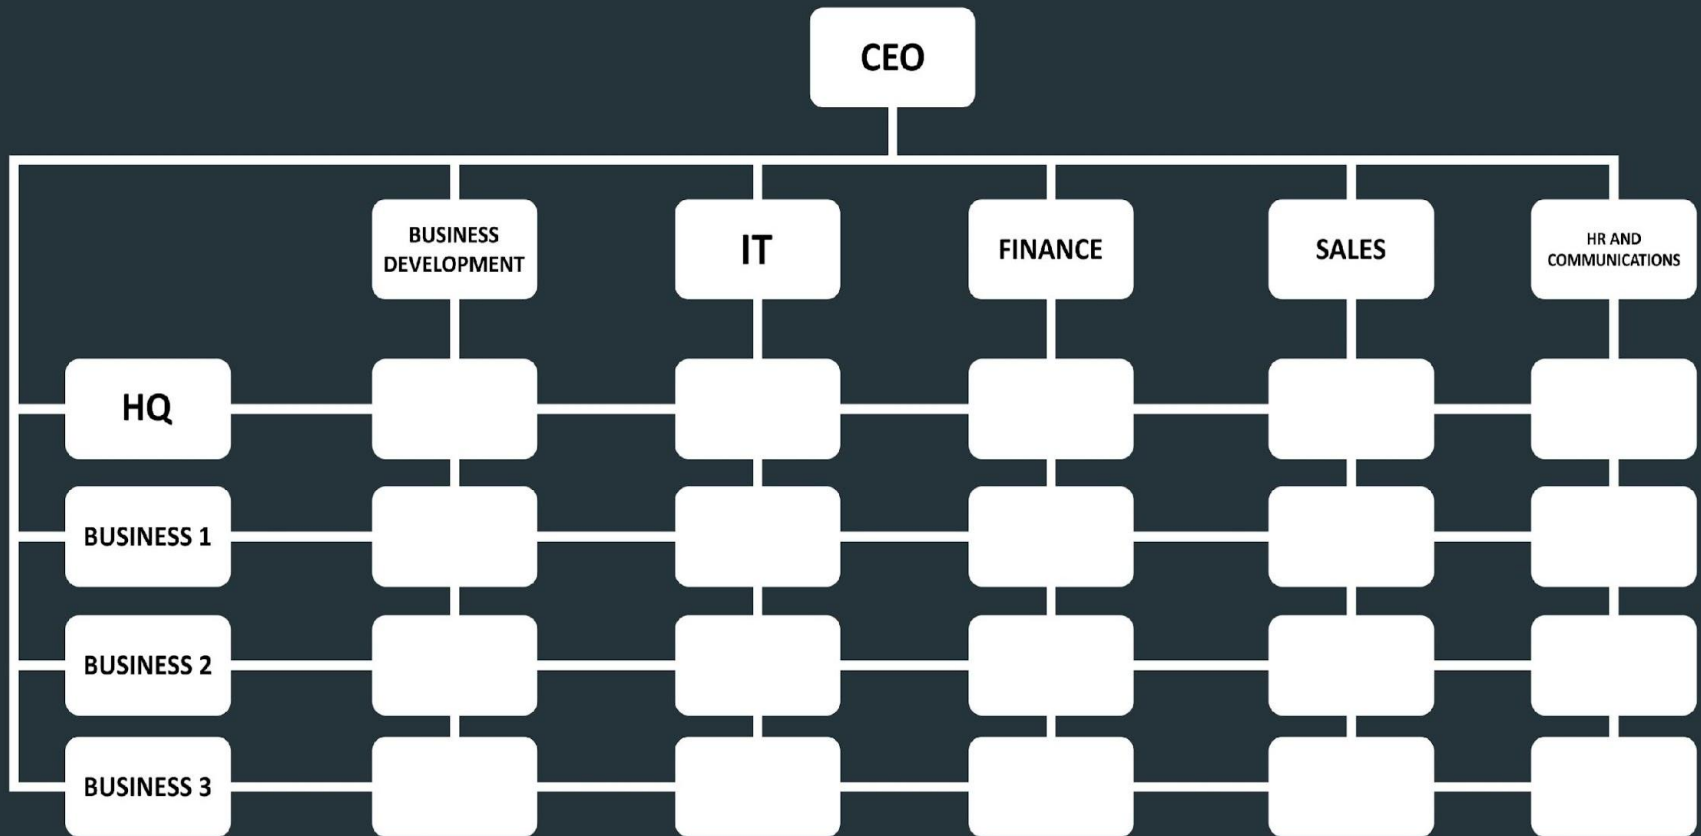 CEO
BUSINESS
DEVELOPMENT
IT
FINANCE
SALES
HR AND
COMMUNICATIONS
HQ
BUSINESS 1
BUSINESS 2
BUSINESS 3